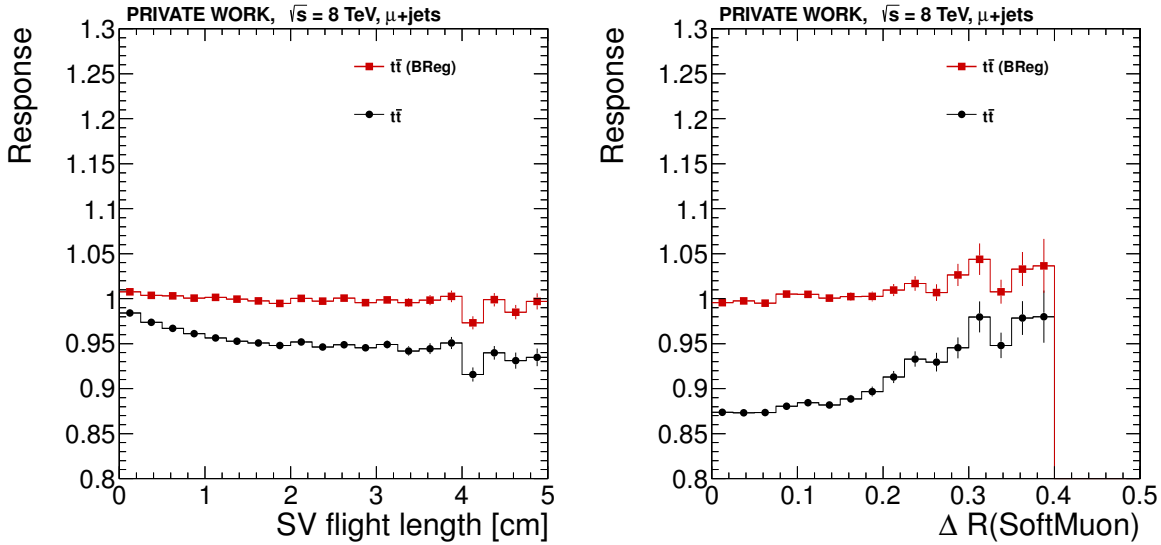 PRIVATE WORK, √s = 8 TeV, μ+jets
Response
1.3
1.25
1.2
1.15
1.1
1.05
1
0.95
0.9
0.85
0.8
tt̄ (BReg)
tt̄
0 1 2 3 4 5
SV flight length [cm]
PRIVATE WORK, √s = 8 TeV, μ+jets
Response
1.3
1.25
1.2
1.15
1.1
1.05
1
0.95
0.9
0.85
0.8
tt̄ (BReg)
tt̄
0 0.1 0.2 0.3 0.4 0.5
Δ R(SoftMuon)